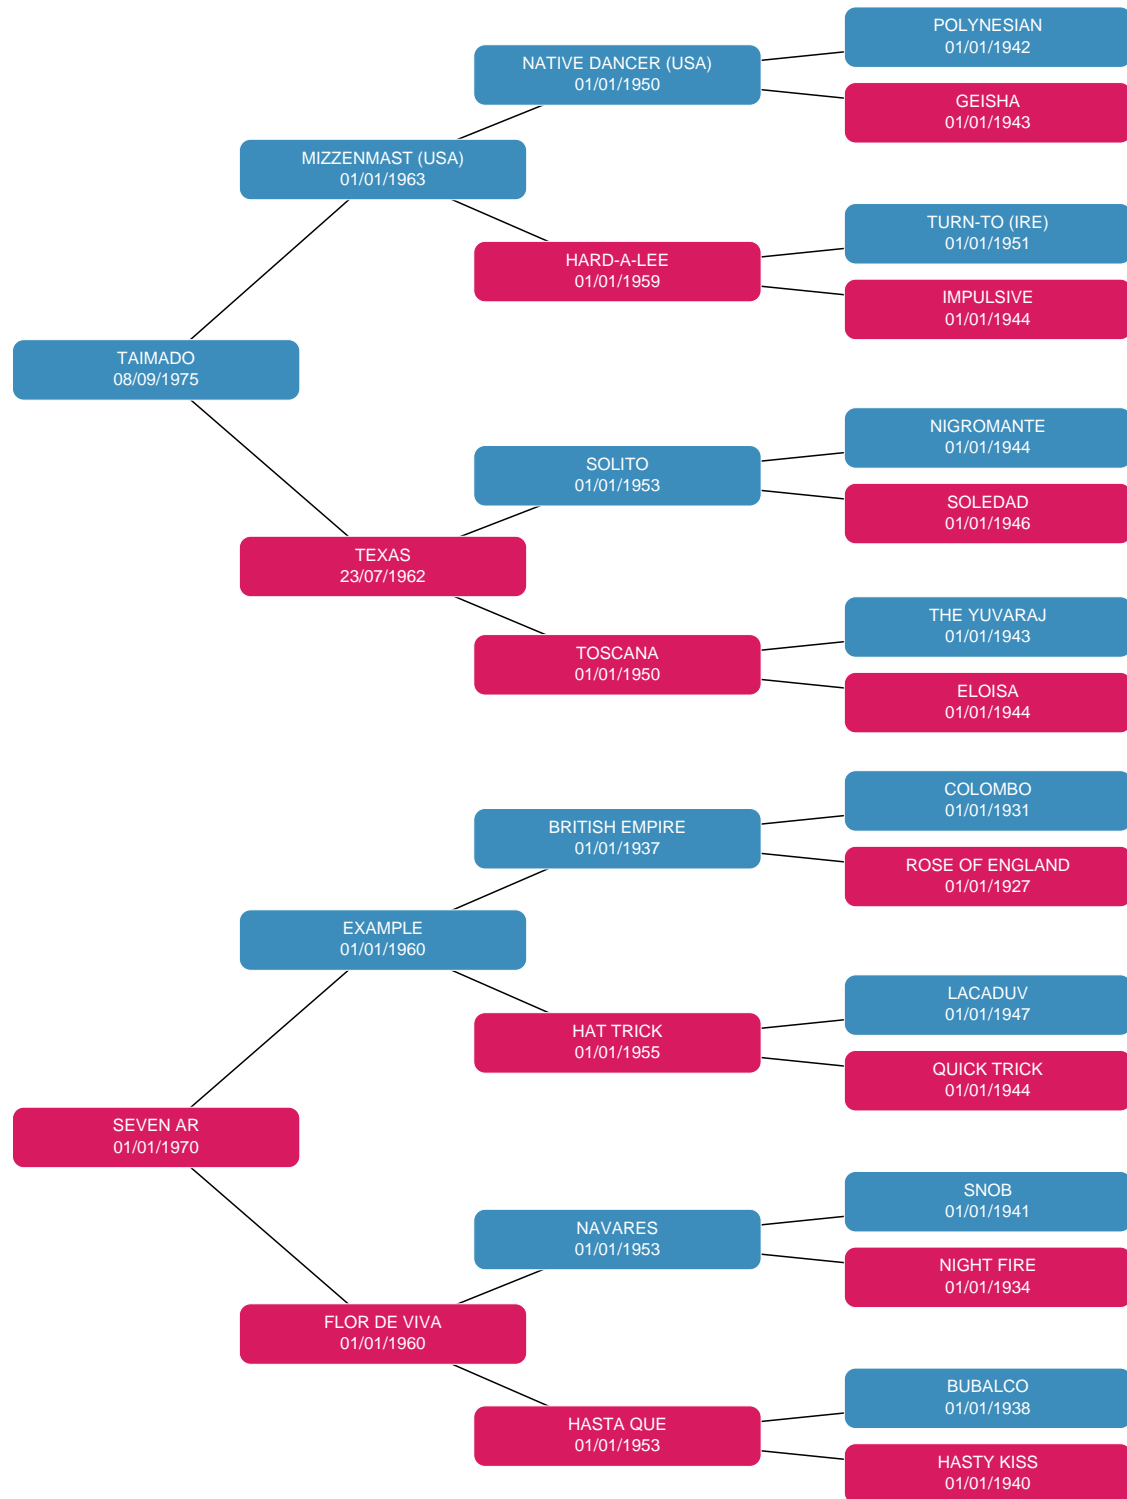 POLYNESIAN
01/01/1942
NATIVE DANCER (USA)
01/01/1950
GEISHA
01/01/1943
MIZZENMAST (USA)
01/01/1963
TURN-TO (IRE)
01/01/1951
HARD-A-LEE
01/01/1959
IMPULSIVE
01/01/1944
TAIMADO
08/09/1975
NIGROMANTE
01/01/1944
SOLITO
01/01/1953
SOLEDAD
01/01/1946
TEXAS
23/07/1962
THE YUVARAJ
01/01/1943
TOSCANA
01/01/1950
ELOISA
01/01/1944
COLOMBO
01/01/1931
BRITISH EMPIRE
01/01/1937
ROSE OF ENGLAND
01/01/1927
EXAMPLE
01/01/1960
LACADUV
01/01/1947
HAT TRICK
01/01/1955
QUICK TRICK
01/01/1944
SEVEN AR
01/01/1970
SNOB
01/01/1941
NAVARES
01/01/1953
NIGHT FIRE
01/01/1934
FLOR DE VIVA
01/01/1960
BUBALCO
01/01/1938
HASTA QUE
01/01/1953
HASTY KISS
01/01/1940